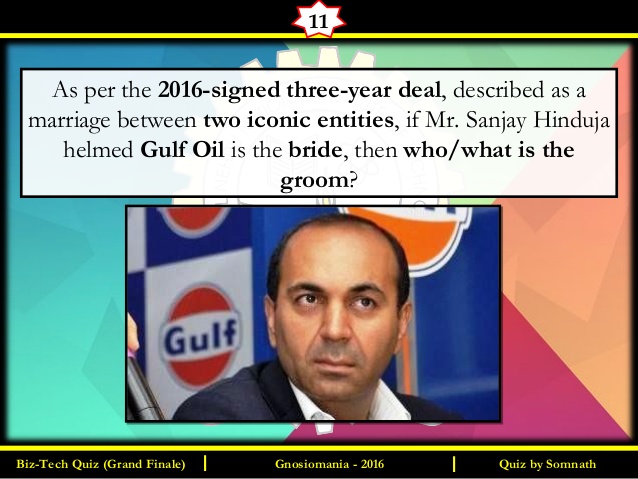 11
As per the 2016-signed three-year deal, described as a
marriage between two iconic entities, if Mr. Sanjay Hinduja
helmed Gulf Oil is the bride, then who/what is the
groom?
Gulf
Biz-Tech Quiz (Grand Finale) | Gnosiomania - 2016 | Quiz by Somnath